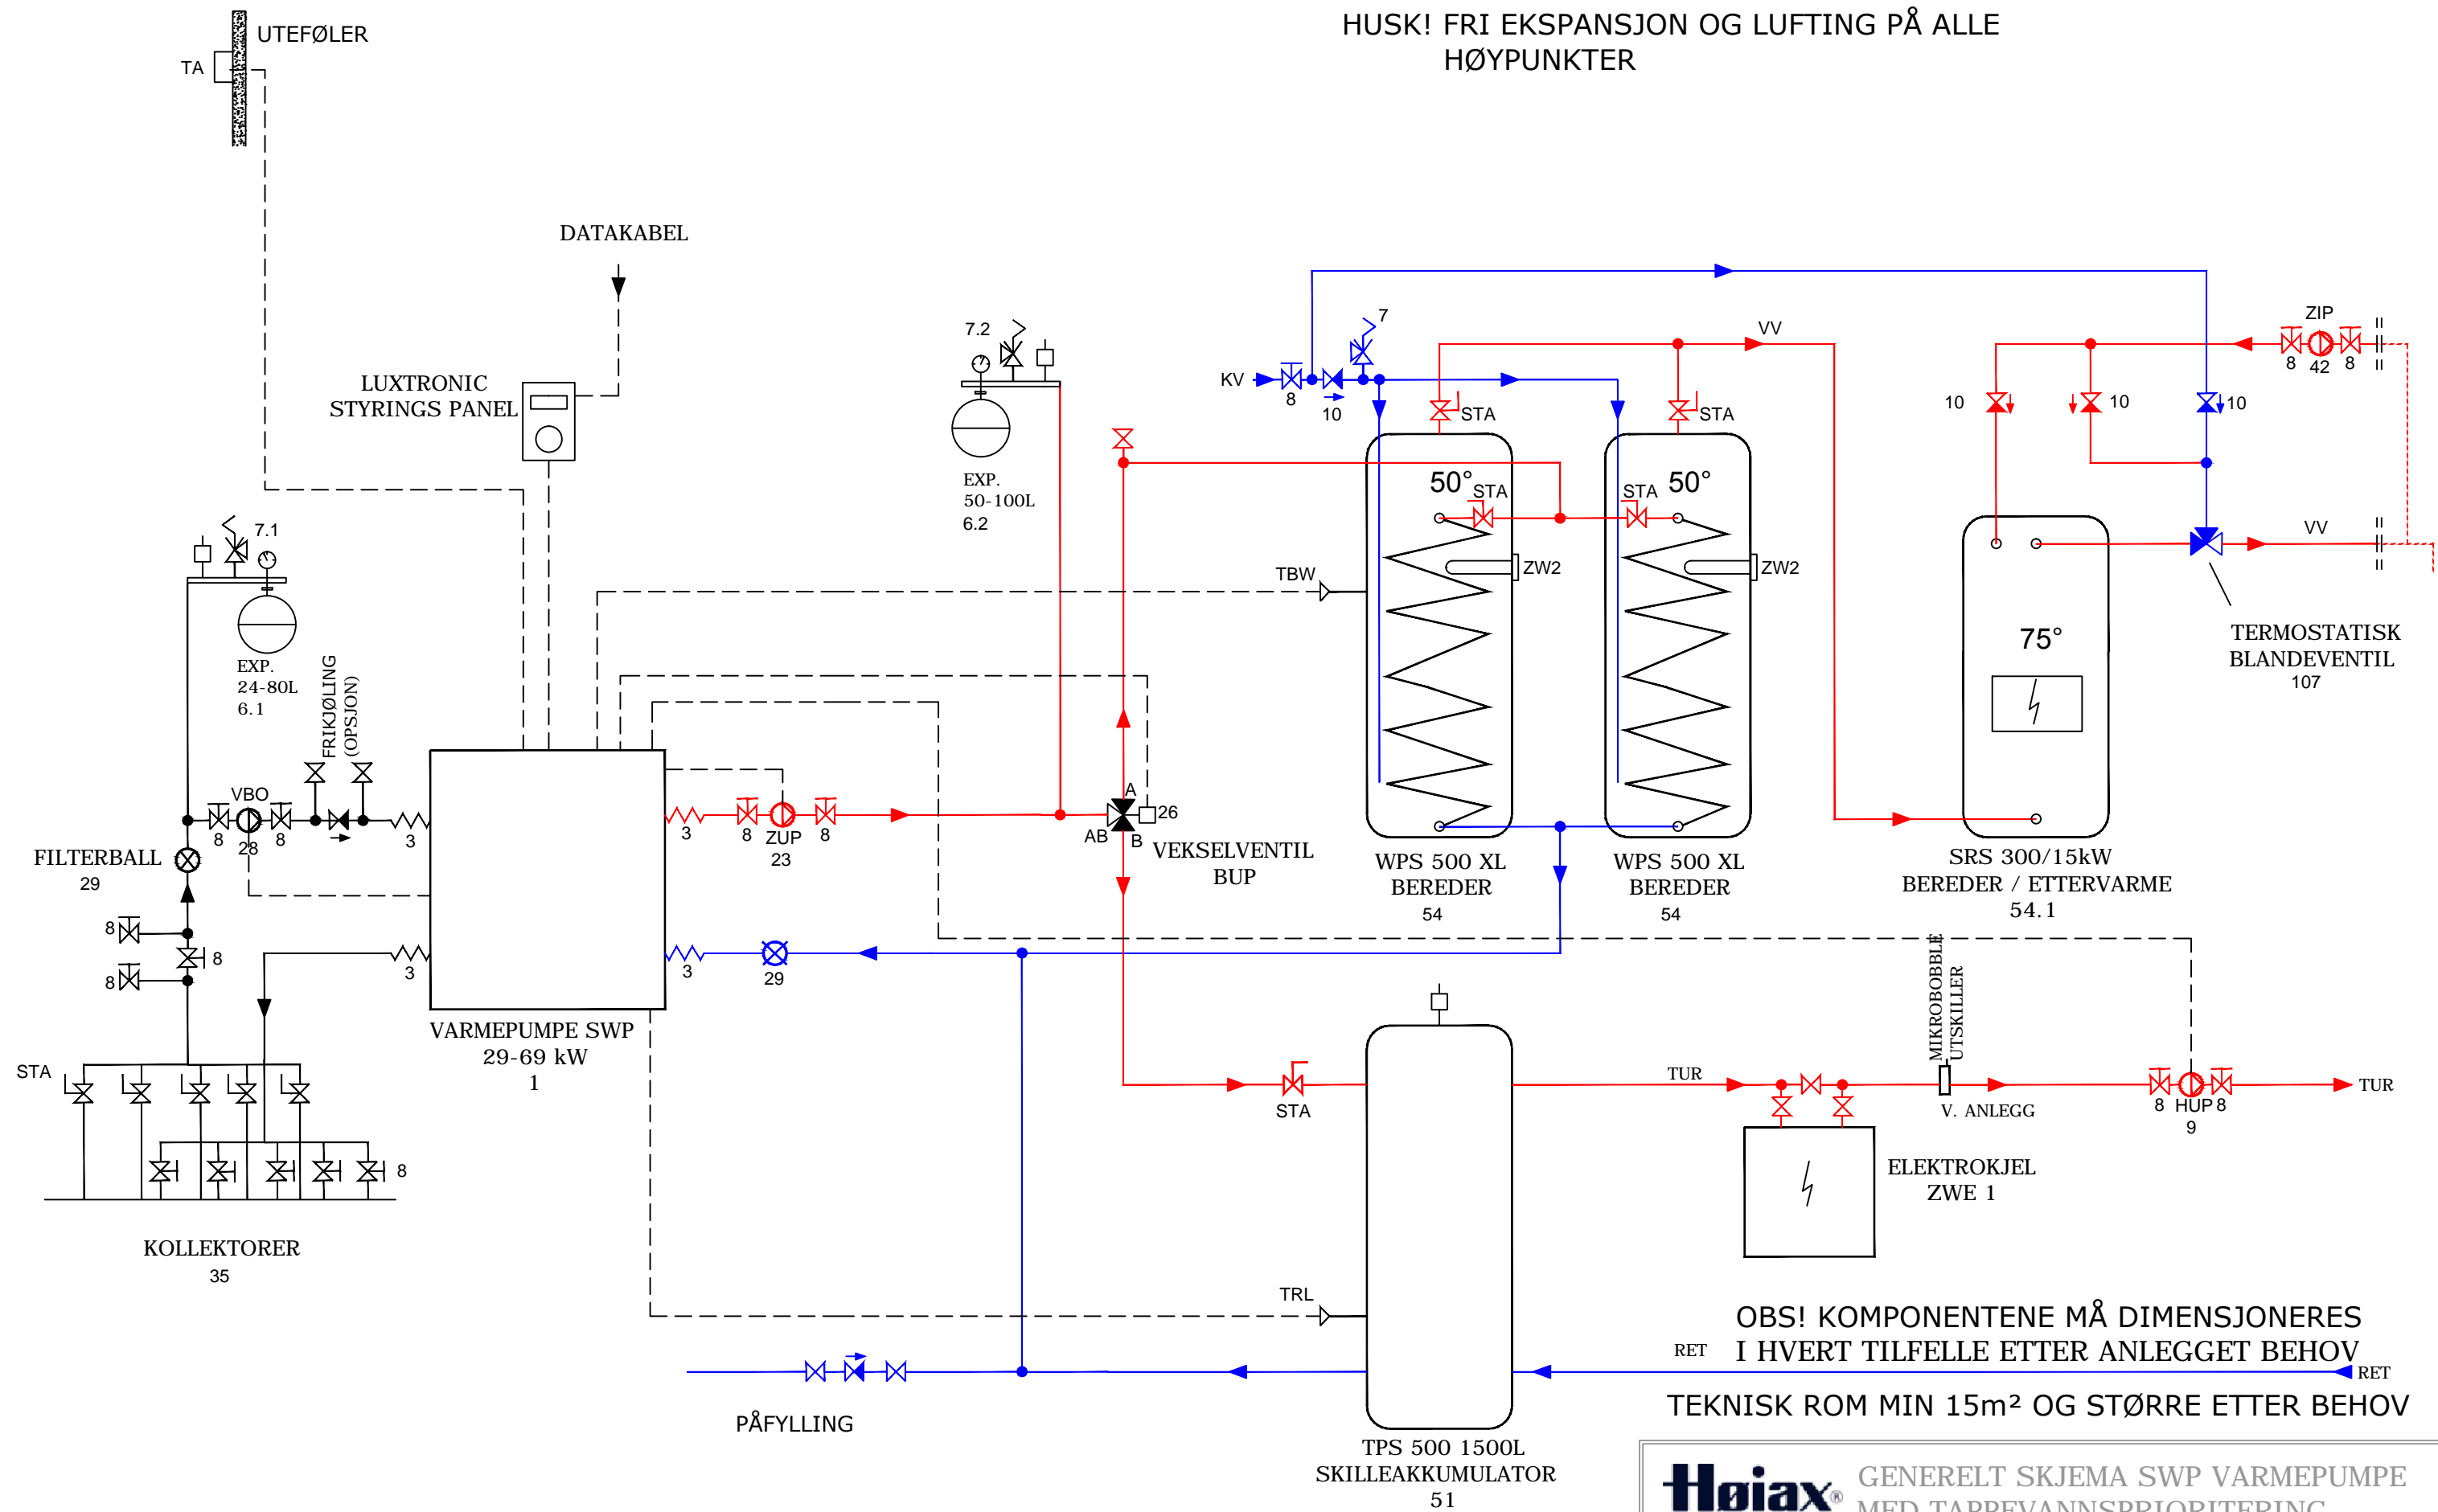 HUSK! FRI EKSPANSJON OG LUFTING PÅ ALLE
HØYPUNKTER
UTEFØLER
TA
DATAKABEL
LUXTRONIC
STYRINGS PANEL
7.2
EXP.
50-100L
6.2
7.1
EXP.
24-80L
6.1
FRIKJØLING
(OPSJON)
KV
8
10
7
VV
STA
STA
50°
STA
STA
50°
ZW2
ZW2
TBW
10
10
10
ZIP
8
42
8
VV
75°
TERMOSTATISK
BLANDEVENTIL
107
VBO
8
28
8
3
FILTERBALL
29
8
8
8
3
STA
8
KOLLEKTORER
35
VARMEPUMPE SWP
29-69 kW
1
3
8
ZUP
23
8
3
29
A
AB
B
26
VEKSELVENTIL
BUP
WPS 500 XL
BEREDER
54
WPS 500 XL
BEREDER
54
SRS 300/15kW
BEREDER / ETTERVARME
54.1
MIKROBOBBLE
UTSKILLER
STA
TUR
V. ANLEGG
8
HUP
8
9
TUR
ELEKTROKJEL
ZWE 1
TRL
OBS! KOMPONENTENE MÅ DIMENSJONERES
I HVERT TILFELLE ETTER ANLEGGET BEHOV
RET
RET
TEKNISK ROM MIN 15m² OG STØRRE ETTER BEHOV
PÅFYLLING
TPS 500 1500L
SKILLEAKKUMULATOR
51
Høiax®
GENERELT SKJEMA SWP VARMEPUMPE
MED TAPPEVANNSPRIORITERING